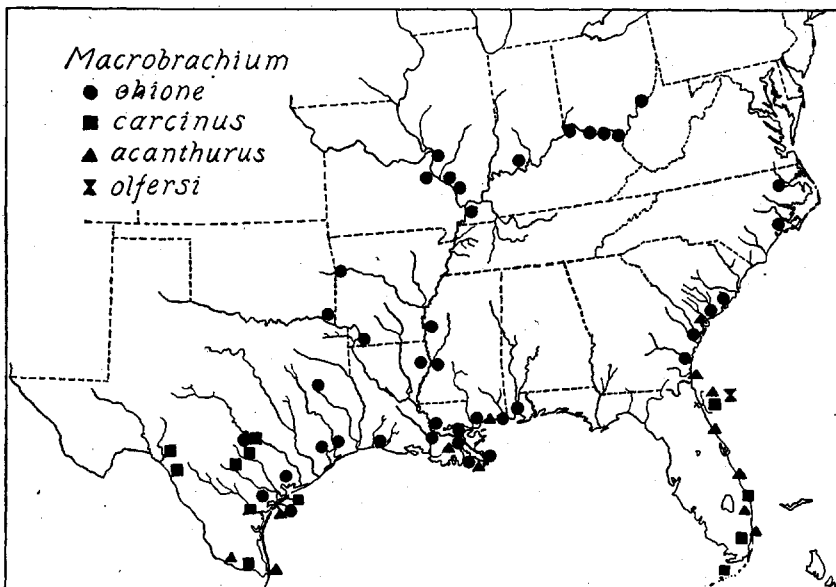 Macrobrachium
ohione
carcinus
acanthurus
olfersi